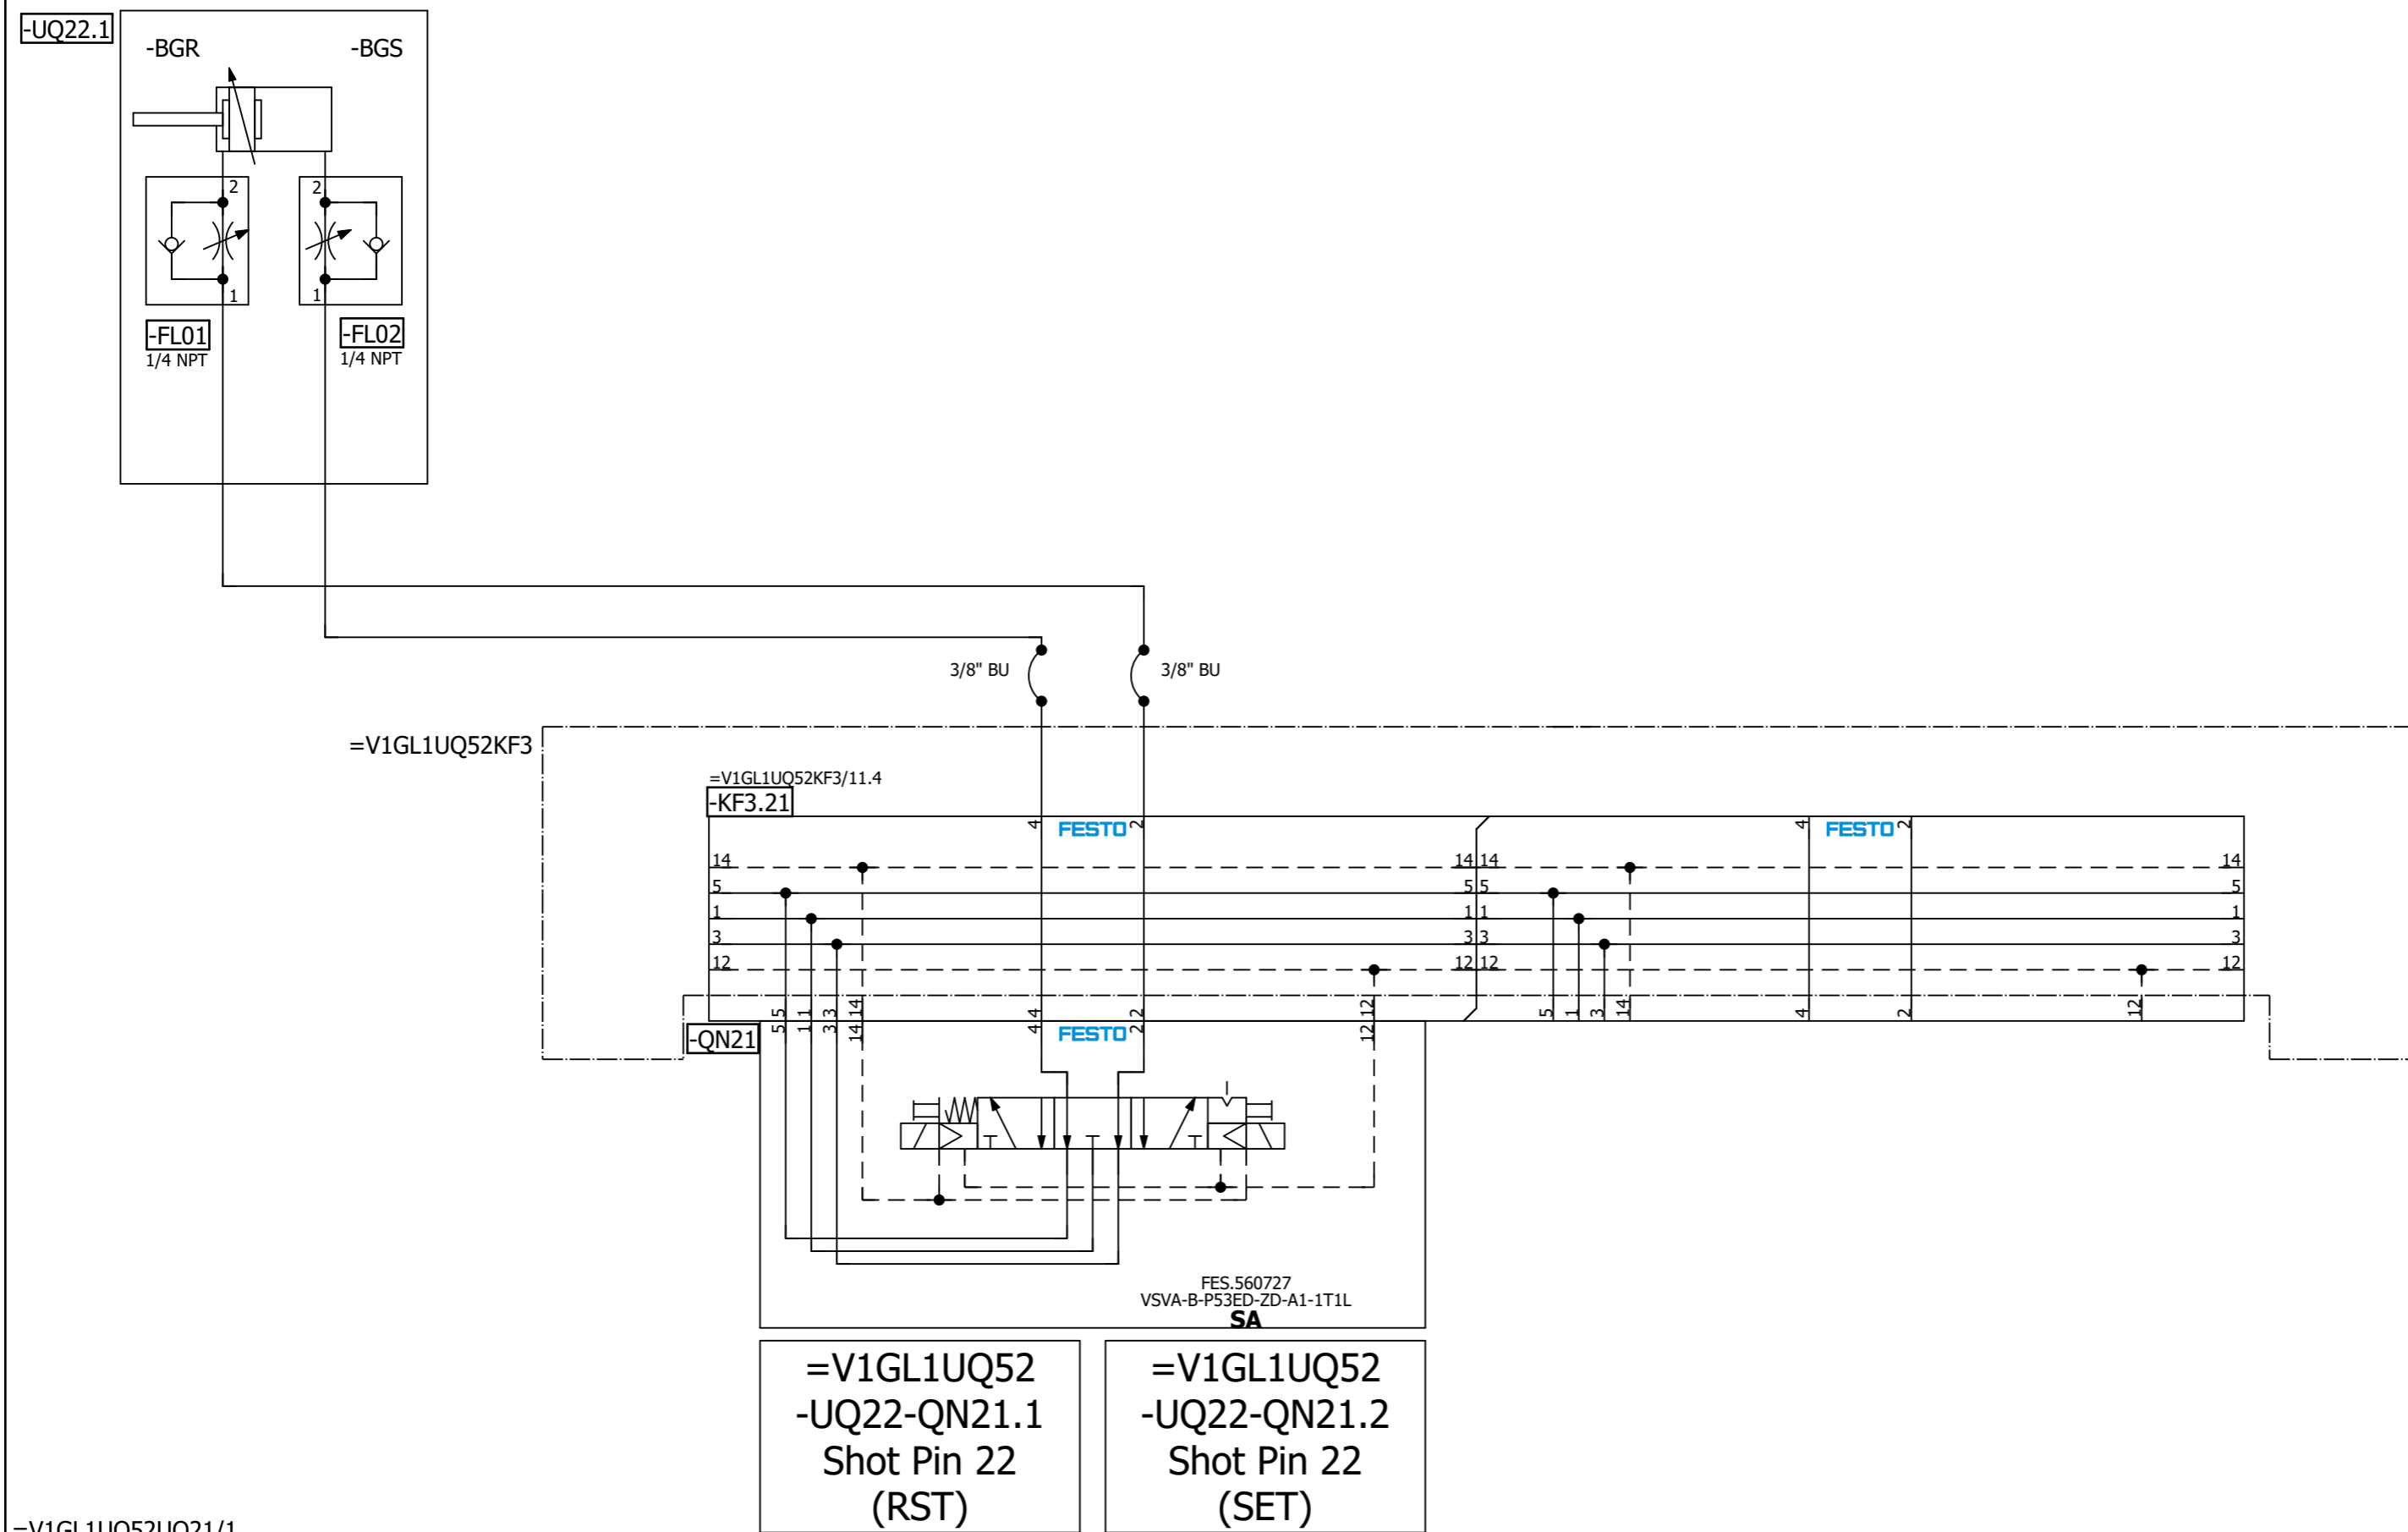 -UQ22.1
-BGR
-BGS
2
2
1
1
-FL01
1/4 NPT
-FL02
1/4 NPT
3/8" BU
3/8" BU
=V1GL1UQ52KF3
=V1GL1UQ52KF3/11.4
-KF3.21
4 FESTO 2
4 FESTO 2
14 14 14 14
5 5 5 5
1 1 1 1
3 3 3 3
12 12 12 12
5 1 3 14 4 2 12
5 1 3 14 4 2 12
-QN21
5 1 3 14 4 FESTO 2 12
FES.560727
VSVA-B-P53ED-ZD-A1-1T1L
SA
=V1GL1UQ52
-UQ22-QN21.1
Shot Pin 22
(RST)
=V1GL1UQ52
-UQ22-QN21.2
Shot Pin 22
(SET)
=V1GL1UQ52UQ21/1